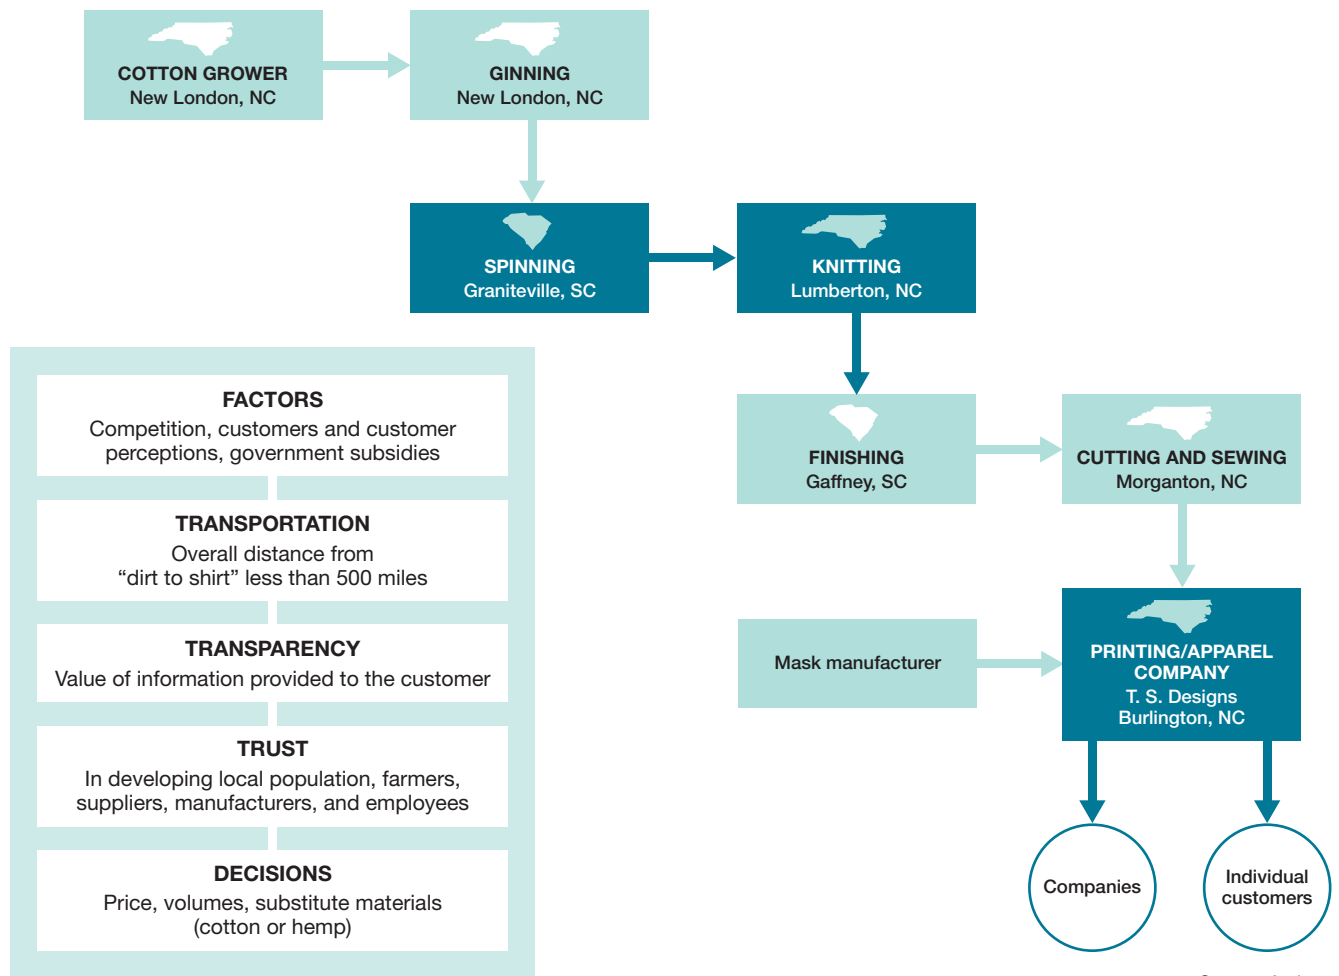 COTTON GROWER
New London, NC
GINNING
New London, NC
SPINNING
Graniteville, SC
KNITTING
Lumberton, NC
FINISHING
Gaffney, SC
CUTTING AND SEWING
Morganton, NC
Mask manufacturer
PRINTING/APPAREL
COMPANY
T. S. Designs
Burlington, NC
Companies
Individual
customers
FACTORS
Competition, customers and customer
perceptions, government subsidies
TRANSPORTATION
Overall distance from
“dirt to shirt” less than 500 miles
TRANSPARENCY
Value of information provided to the customer
TRUST
In developing local population, farmers,
suppliers, manufacturers, and employees
DECISIONS
Price, volumes, substitute materials
(cotton or hemp)